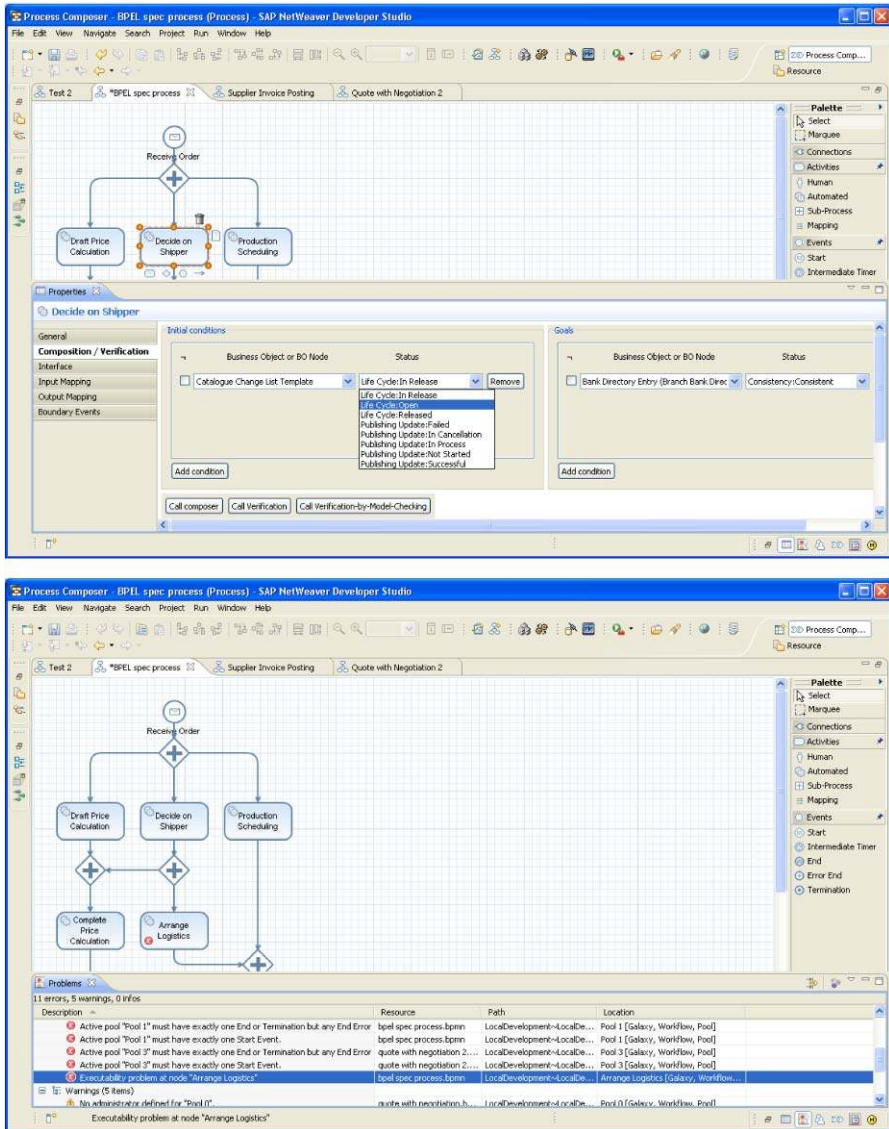 Process Composer - BPEL spec process (Process) - SAP NetWeaver Developer Studio
File Edit View Navigate Search Project Run Window Help
Process Comp...
Resource
Test 2 *BPEL spec process Supplier Invoice Posting Quote with Negotiation 2
Palette
Select
Marquee
Connections
Activities
Human
Automated
Sub-Process
Mapping
Events
Start
Intermediate Timer
Receive Order
Draft Price Calculation
Decide on Shipper
Production Scheduling
Properties
Decide on Shipper
General
Composition / Verification
Interface
Input Mapping
Output Mapping
Boundary Events
Initial conditions
¬ Business Object or BO Node Status
Catalogue Change List Template Life Cycle:In Release Remove
Life Cycle:In Release
Life Cycle:Open
Life Cycle:Released
Publishing Update:Failed
Publishing Update:In Cancellation
Publishing Update:In Process
Publishing Update:Not Started
Publishing Update:Successful
Add condition
Goals
¬ Business Object or BO Node Status
Bank Directory Entry (Branch Bank Direc Consistency:Consistent
Add condition
Call composer Call Verification Call Verification-by-Model-Checking
Process Composer - BPEL spec process (Process) - SAP NetWeaver Developer Studio
File Edit View Navigate Search Project Run Window Help
Process Comp...
Resource
Test 2 *BPEL spec process Supplier Invoice Posting Quote with Negotiation 2
Palette
Select
Marquee
Connections
Activities
Human
Automated
Sub-Process
Mapping
Events
Start
Intermediate Timer
End
Error End
Termination
Receive Order
Draft Price Calculation
Decide on Shipper
Production Scheduling
Complete Price Calculation
Arrange Logistics
Problems
11 errors, 5 warnings, 0 infos
Description Resource Path Location
Active pool "Pool 1" must have exactly one End or Termination but any End Error bpel spec process.bpmn LocalDevelopment~LocalDe... Pool 1 [Galaxy, Workflow, Pool]
Active pool "Pool 1" must have exactly one Start Event. bpel spec process.bpmn LocalDevelopment~LocalDe... Pool 1 [Galaxy, Workflow, Pool]
Active pool "Pool 3" must have exactly one End or Termination but any End Error quote with negotiation 2.... LocalDevelopment~LocalDe... Pool 3 [Galaxy, Workflow, Pool]
Active pool "Pool 3" must have exactly one Start Event. quote with negotiation 2.... LocalDevelopment~LocalDe... Pool 3 [Galaxy, Workflow, Pool]
Executability problem at node "Arrange Logistics" bpel spec process.bpmn LocalDevelopment~LocalDe... Arrange Logistics [Galaxy, Workflow...
Warnings (5 items)
No administrator defined for "Pool 0". quote with negotiation.b... LocalDevelopment~LocalDe... Pool 0 [Galaxy, Workflow, Pool]
Executability problem at node "Arrange Logistics"